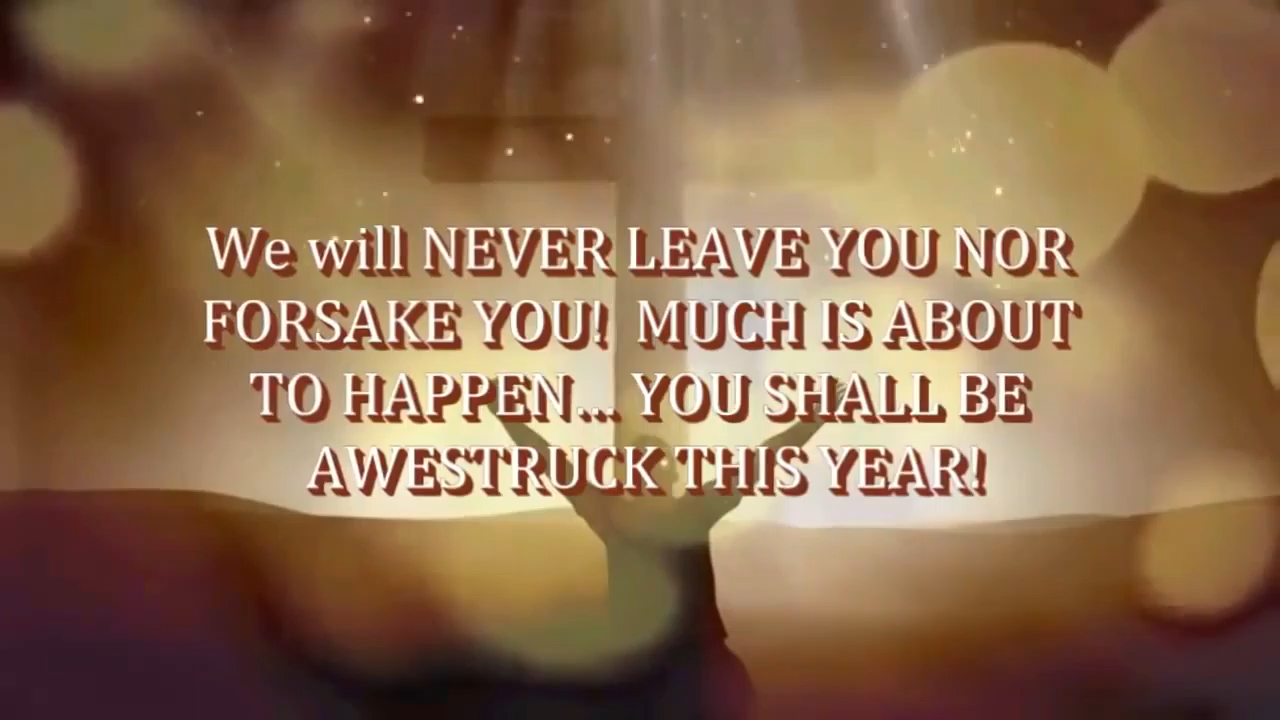 We will NEVER LEAVE YOU NOR
FORSAKE YOU! MUCH IS ABOUT
TO HAPPEN... YOU SHALL BE
AWESTRUCK THIS YEAR!